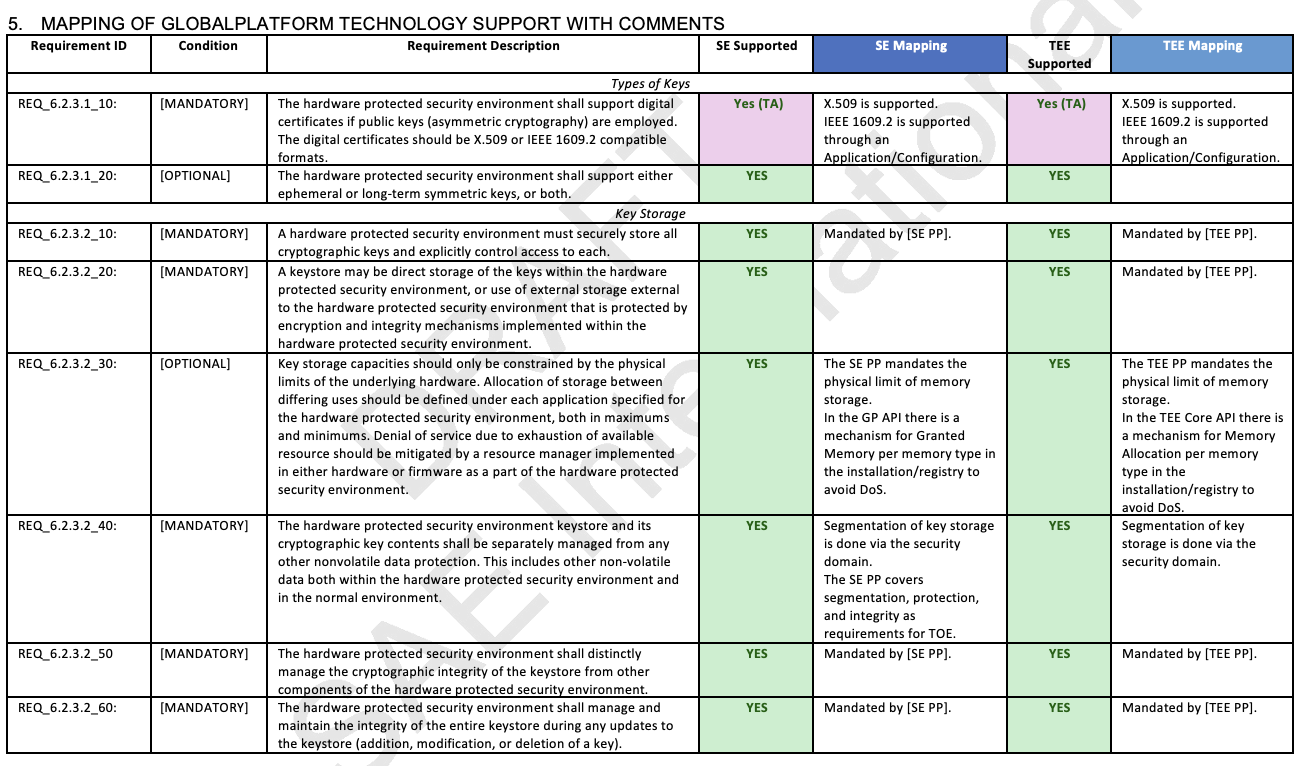 5. MAPPING OF GLOBALPLATFORM TECHNOLOGY SUPPORT WITH COMMENTS
Requirement ID
Condition
Requirement Description
SE Supported
SE Mapping
TEE
Supported
TEE Mapping
Types of Keys
REQ_6.2.3.1_10:
[MANDATORY]
The hardware protected security environment shall support digital
certificates if public keys (asymmetric cryptography) are employed.
The digital certificates should be X.509 or IEEE 1609.2 compatible
formats.
Yes (TA)
X.509 is supported.
IEEE 1609.2 is supported
through an
Application/Configuration.
Yes (TA)
X.509 is supported.
IEEE 1609.2 is supported
through an
Application/Configuration.
REQ_6.2.3.1_20:
[OPTIONAL]
The hardware protected security environment shall support either
ephemeral or long-term symmetric keys, or both.
YES
YES
Key Storage
REQ_6.2.3.2_10:
[MANDATORY]
A hardware protected security environment must securely store all
cryptographic keys and explicitly control access to each.
YES
Mandated by [SE PP].
YES
Mandated by [TEE PP].
REQ_6.2.3.2_20:
[MANDATORY]
A keystore may be direct storage of the keys within the hardware
protected security environment, or use of external storage external
to the hardware protected security environment that is protected by
encryption and integrity mechanisms implemented within the
hardware protected security environment.
YES
YES
Mandated by [TEE PP].
REQ_6.2.3.2_30:
[OPTIONAL]
Key storage capacities should only be constrained by the physical
limits of the underlying hardware. Allocation of storage between
differing uses should be defined under each application specified for
the hardware protected security environment, both in maximums
and minimums. Denial of service due to exhaustion of available
resource should be mitigated by a resource manager implemented
in either hardware or firmware as a part of the hardware protected
security environment.
YES
The SE PP mandates the
physical limit of memory
storage.
In the GP API there is a
mechanism for Granted
Memory per memory type in
the installation/registry to
avoid DoS.
YES
The TEE PP mandates the
physical limit of memory
storage.
In the TEE Core API there is
a mechanism for Memory
Allocation per memory
type in the
installation/registry to
avoid DoS.
REQ_6.2.3.2_40:
[MANDATORY]
The hardware protected security environment keystore and its
cryptographic key contents shall be separately managed from any
other nonvolatile data protection. This includes other non-volatile
data both within the hardware protected security environment and
in the normal environment.
YES
Segmentation of key storage
is done via the security
domain.
The SE PP covers
segmentation, protection,
and integrity as
requirements for TOE.
YES
Segmentation of key
storage is done via the
security domain.
REQ_6.2.3.2_50
[MANDATORY]
The hardware protected security environment shall distinctly
manage the cryptographic integrity of the keystore from other
components of the hardware protected security environment.
YES
Mandated by [SE PP].
YES
Mandated by [TEE PP].
REQ_6.2.3.2_60:
[MANDATORY]
The hardware protected security environment shall manage and
maintain the integrity of the entire keystore during any updates to
the keystore (addition, modification, or deletion of a key).
YES
Mandated by [SE PP].
YES
Mandated by [TEE PP].
DRAFT
SAE International